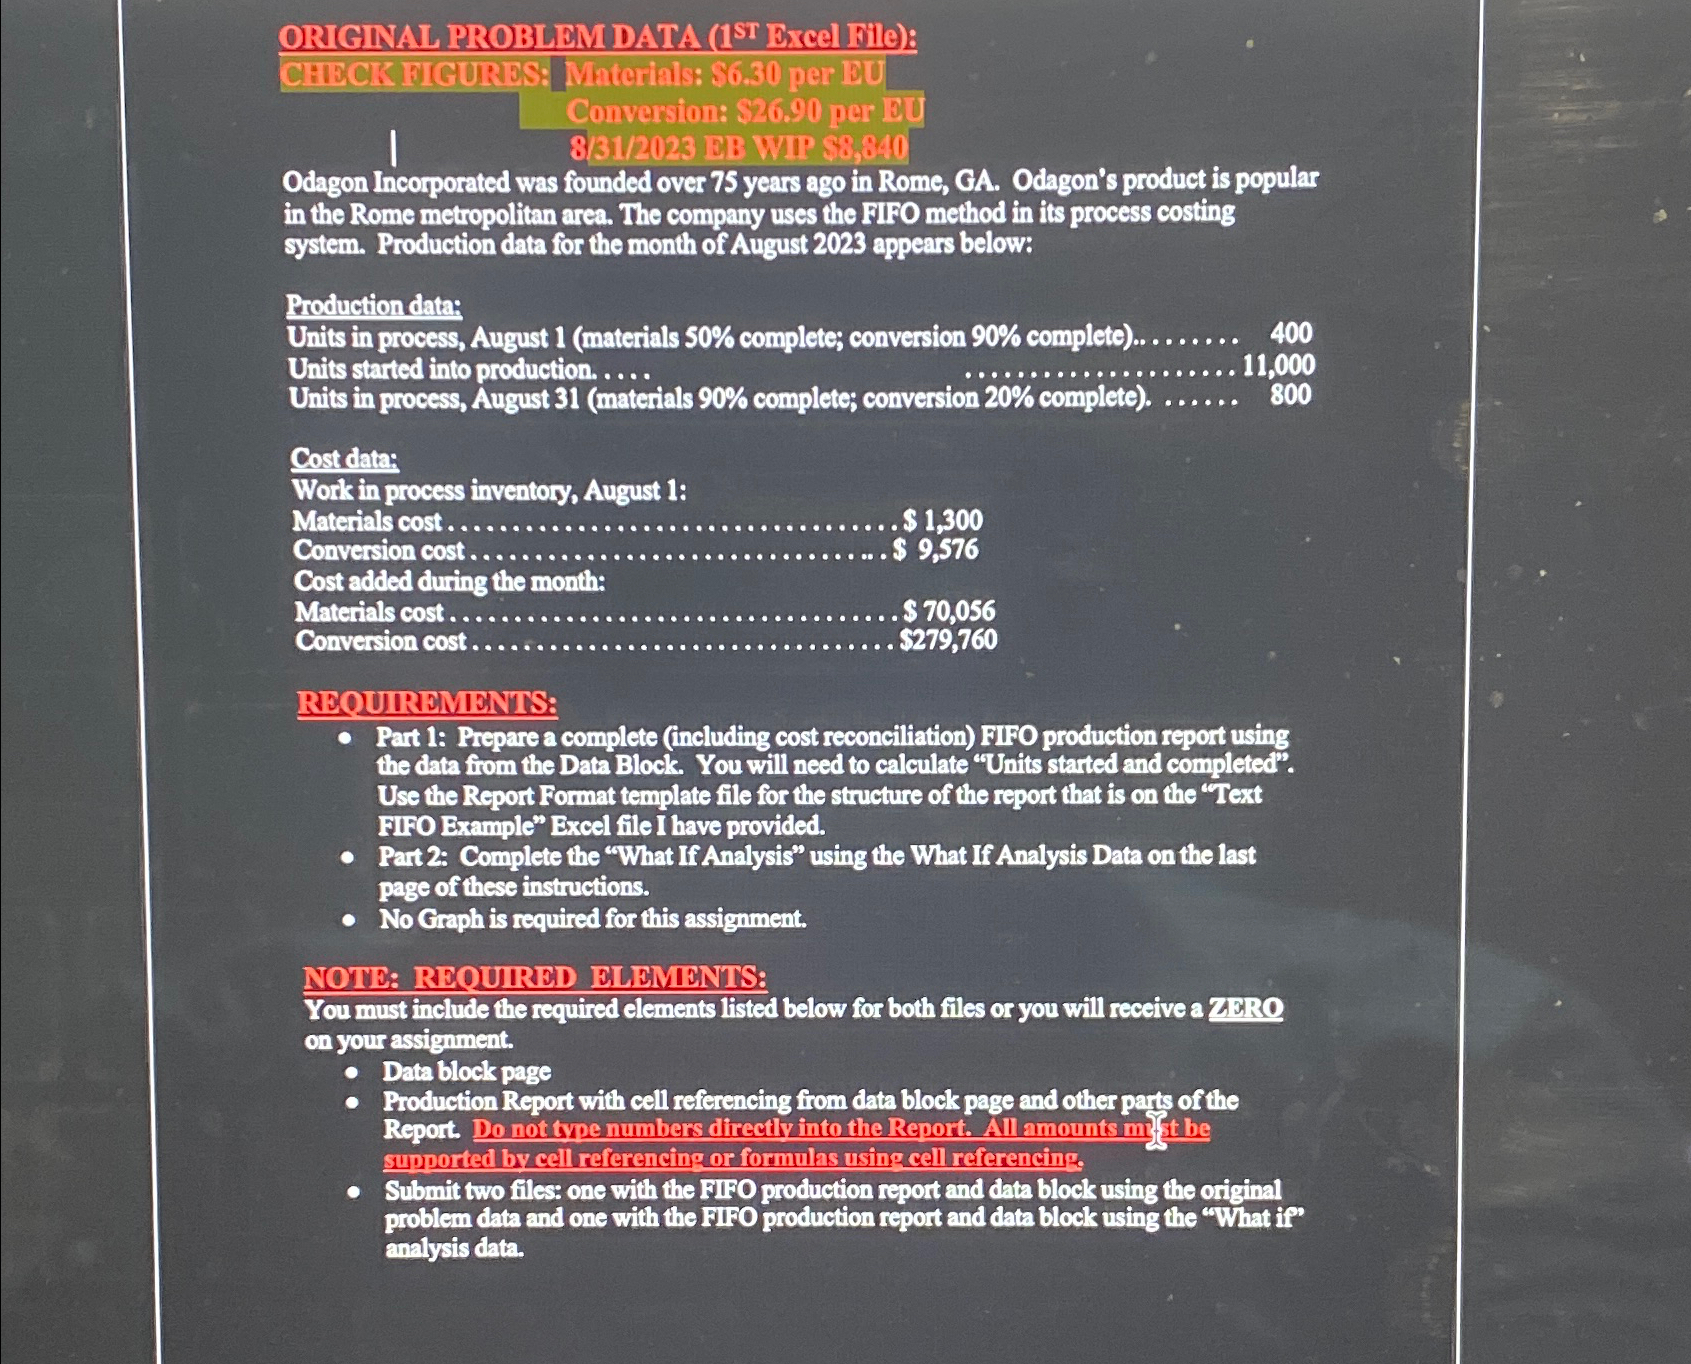 ORIGINAL PROBLEM DATA (1ST Excel File):
CHECK FIGURES: Materials: $6.30 per EU
Conversion: $26.90 per EU
8/31/2023 EB WIP $8,840
Odagon Incorporated was founded over 75 years ago in Rome, GA. Odagon's product is popular
in the Rome metropolitan area. The company uses the FIFO method in its process costing
system. Production data for the month of August 2023 appears below:
Production data:
Units in process, August 1 (materials 50% complete; conversion 90% complete)......... 400
Units started into production..... ..................... 11,000
Units in process, August 31 (materials 90% complete; conversion 20% complete). ...... 800
Cost data:
Work in process inventory, August 1:
Materials cost................................... $ 1,300
Conversion cost.................................. $ 9,576
Cost added during the month:
Materials cost................................... $ 70,056
Conversion cost................................. $279,760
REQUIREMENTS:
• Part 1: Prepare a complete (including cost reconciliation) FIFO production report using
the data from the Data Block. You will need to calculate “Units started and completed”.
Use the Report Format template file for the structure of the report that is on the “Text
FIFO Example” Excel file I have provided.
• Part 2: Complete the “What If Analysis” using the What If Analysis Data on the last
page of these instructions.
• No Graph is required for this assignment.
NOTE: REQUIRED ELEMENTS:
You must include the required elements listed below for both files or you will receive a ZERO
on your assignment.
• Data block page
• Production Report with cell referencing from data block page and other parts of the
Report. Do not type numbers directly into the Report. All amounts must be
supported by cell referencing or formulas using cell referencing.
• Submit two files: one with the FIFO production report and data block using the original
problem data and one with the FIFO production report and data block using the “What if”
analysis data.